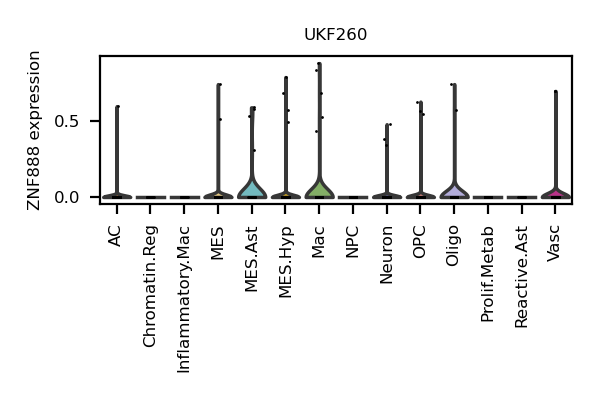 UKF260
ZNF888 expression
0.5
0.0
AC
Chromatin.Reg
Inflammatory.Mac
MES
MES.Ast
MES.Hyp
Mac
NPC
Neuron
OPC
Oligo
Prolif.Metab
Reactive.Ast
Vasc